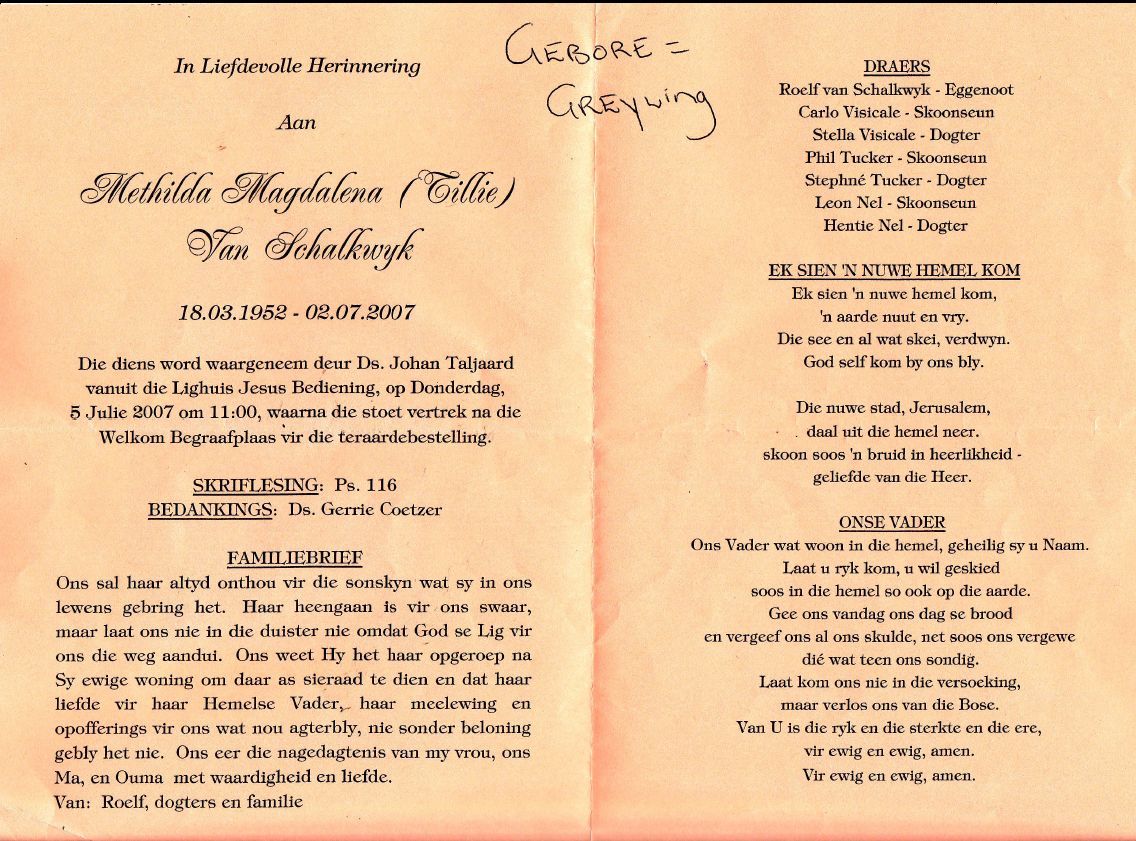 In Liefdevolle Herinnering
Aan
Methilda Magdalena (Tillie)
Van Schalkwyk
18.03.1952 - 02.07.2007
Die diens word waargeneem deur Ds. Johan Taljaard
vanuit die Lighuis Jesus Bediening, op Donderdag,
5 Julie 2007 om 11:00, waarna die stoet vertrek na die
Welkom Begraafplaas vir die teraardebestelling.
SKRIFLESING: Ps. 116
BEDANKINGS: Ds. Gerrie Coetzer
FAMILIEBRIEF
Ons sal haar altyd onthou vir die sonskyn wat sy in ons
lewens gebring het. Haar heengaan is vir ons swaar,
maar laat ons nie in die duister nie omdat God se Lig vir
ons die weg aandui. Ons weet Hy het haar opgeroep na
Sy ewige woning om daar as sieraad te dien en dat haar
liefde vir haar Hemelse Vader, haar meelewing en
opofferings vir ons wat nou agterbly, nie sonder beloning
gebly het nie. Ons eer die nagedagtenis van my vrou, ons
Ma, en Ouma met waardigheid en liefde.
Van: Roelf, dogters en familie
GEBORE =
GREYwing
DRAERS
Roelf van Schalkwyk - Eggenoot
Carlo Visicale - Skoonseun
Stella Visicale - Dogter
Phil Tucker - Skoonseun
Stephné Tucker - Dogter
Leon Nel - Skoonseun
Hentie Nel - Dogter
EK SIEN 'N NUWE HEMEL KOM
Ek sien 'n nuwe hemel kom,
'n aarde nuut en vry.
Die see en al wat skei, verdwyn.
God self kom by ons bly.
Die nuwe stad, Jerusalem,
daal uit die hemel neer.
skoon soos 'n bruid in heerlikheid -
geliefde van die Heer.
ONSE VADER
Ons Vader wat woon in die hemel, geheilig sy u Naam.
Laat u ryk kom, u wil geskied
soos in die hemel so ook op die aarde.
Gee ons vandag ons dag se brood
en vergeef ons al ons skulde, net soos ons vergewe
dié wat teen ons sondig.
Laat kom ons nie in die versoeking,
maar verlos ons van die Bose.
Van U is die ryk en die sterkte en die ere,
vir ewig en ewig, amen.
Vir ewig en ewig, amen.